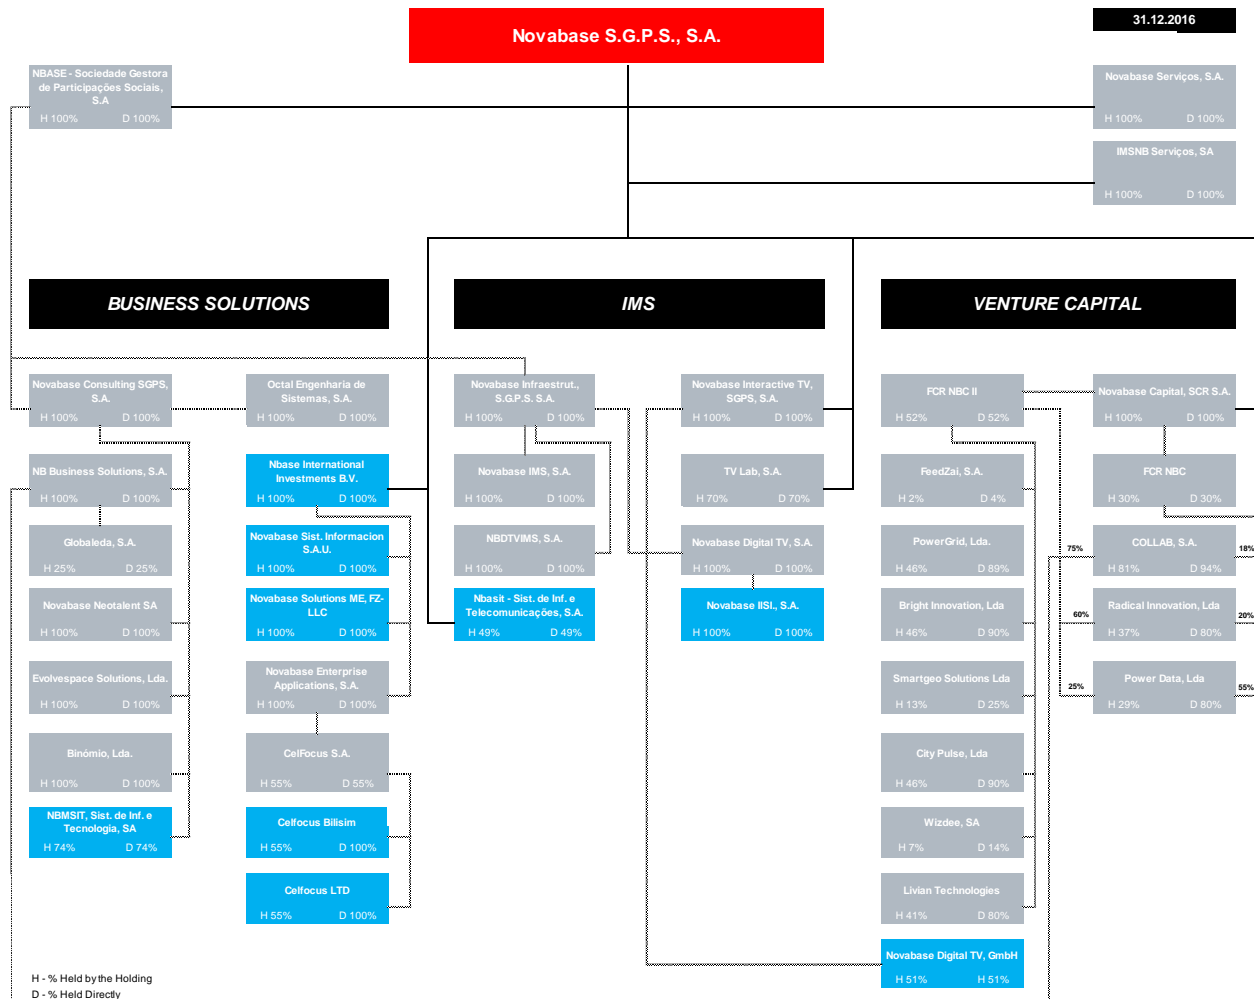 Novabase S.G.P.S., S.A.
31.12.2016
NBASE - Sociedade Gestora
de Participações Sociais,
S.A
H 100% D 100%
Novabase Serviços, S.A.
H 100% D 100%
IMSNB Serviços, SA
H 100% D 100%
BUSINESS SOLUTIONS
IMS
VENTURE CAPITAL
Novabase Consulting SGPS,
S.A.
H 100% D 100%
Octal Engenharia de
Sistemas, S.A.
H 100% D 100%
Novabase Infraestrut.,
S.G.P.S. S.A.
H 100% D 100%
Novabase Interactive TV,
SGPS, S.A.
H 100% D 100%
FCR NBC II
H 52% D 52%
Novabase Capital, SCR S.A.
H 100% D 100%
NB Business Solutions, S.A.
H 100% D 100%
Nbase International
Investments B.V.
H 100% D 100%
Novabase IMS, S.A.
H 100% D 100%
TV Lab, S.A.
H 70% D 70%
FeedZai, S.A.
H 2% D 4%
FCR NBC
H 30% D 30%
Globaleda, S.A.
H 25% D 25%
Novabase Sist. Informacion
S.A.U.
H 100% D 100%
NBDTVIMS, S.A.
H 100% D 100%
Novabase Digital TV, S.A.
H 100% D 100%
PowerGrid, Lda.
H 46% D 89%
75%
COLLAB, S.A.
H 81% D 94%
18%
Novabase Neotalent SA
H 100% D 100%
Novabase Solutions ME, FZ-
LLC
H 100% D 100%
Nbasit - Sist. de Inf. e
Telecomunicações, S.A.
H 49% D 49%
Novabase IISI., S.A.
H 100% D 100%
Bright Innovation, Lda
H 46% D 90%
60%
Radical Innovation, Lda
H 37% D 80%
20%
Evolvespace Solutions, Lda.
H 100% D 100%
Novabase Enterprise
Applications, S.A.
H 100% D 100%
Smartgeo Solutions Lda
H 13% D 25%
25%
Power Data, Lda
H 29% D 80%
55%
Binómio, Lda.
H 100% D 100%
CelFocus S.A.
H 55% D 55%
City Pulse, Lda
H 46% D 90%
NBMSIT, Sist. de Inf. e
Tecnología, SA
H 74% D 74%
Celfocus Bilisim
H 55% D 100%
Wizdee, SA
H 7% D 14%
Celfocus LTD
H 55% D 100%
Livian Technologies
H 41% D 80%
Novabase Digital TV, GmbH
H 51% H 51%
H - % Held by the Holding
D - % Held Directly